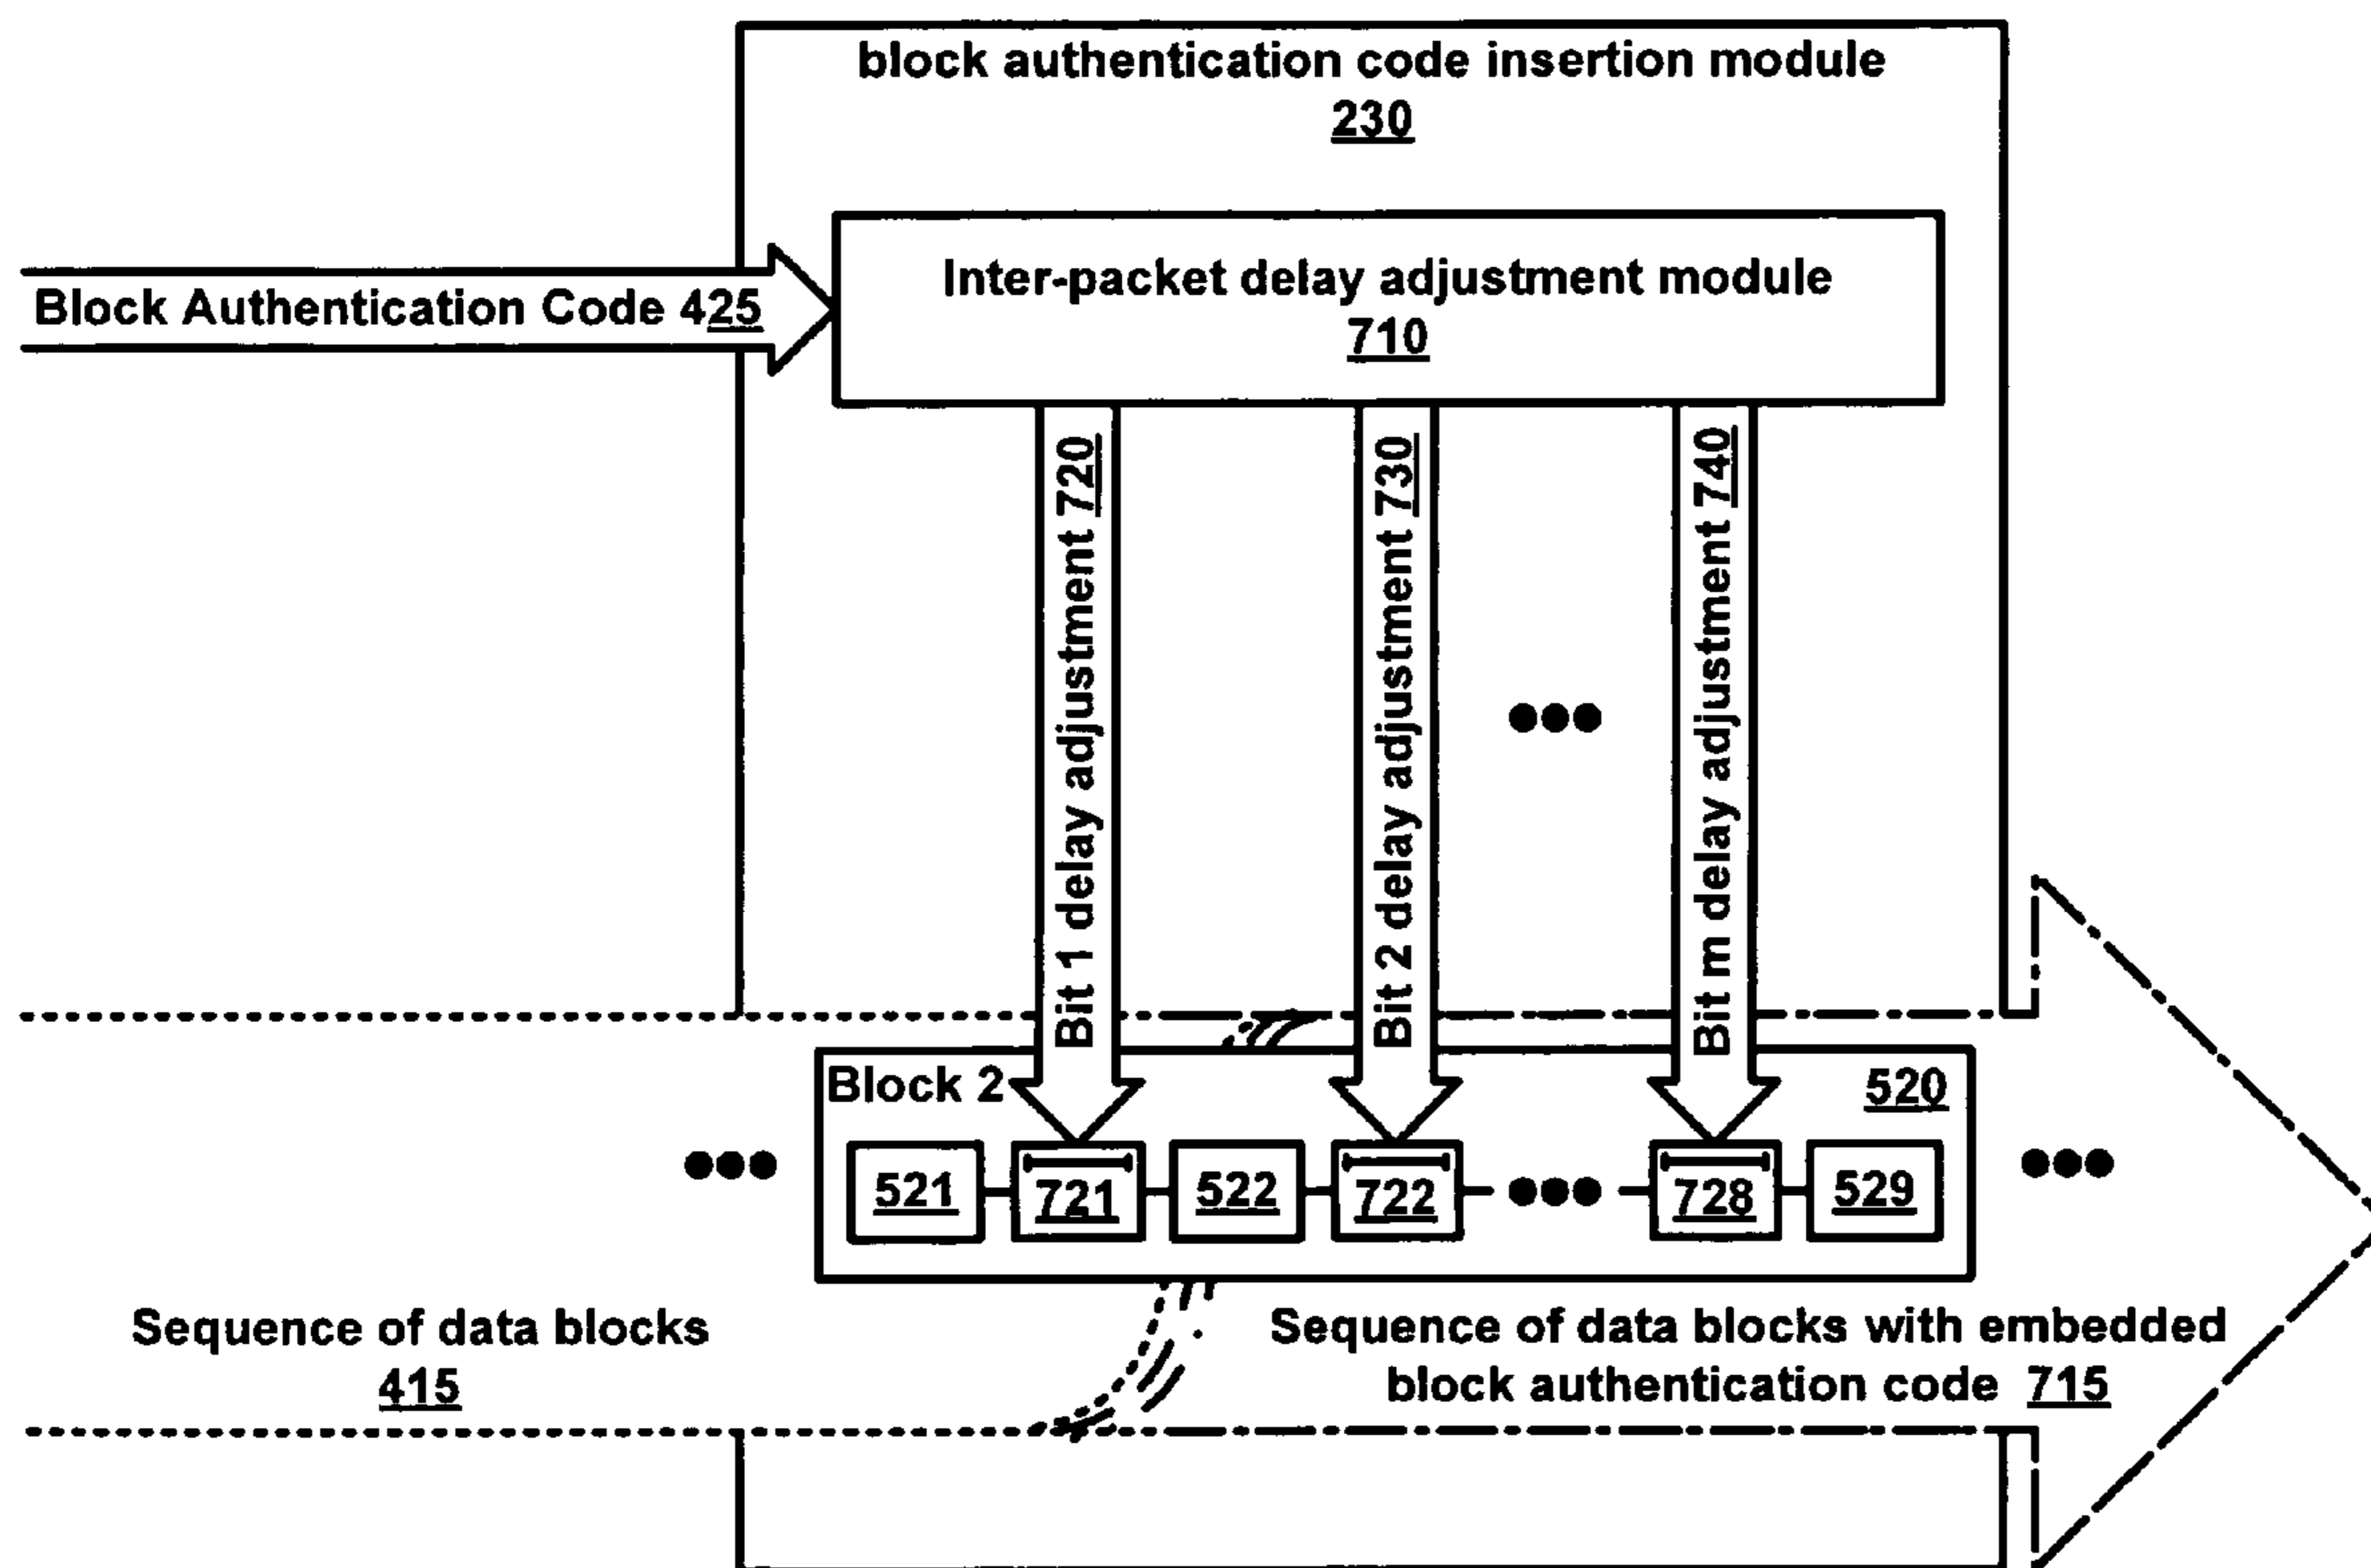 block authentication code insertion module
230
Block Authentication Code 425
Inter-packet delay adjustment module
710
Bit 1 delay adjustment 720
Bit 2 delay adjustment 730
Bit m delay adjustment 740
Block 2
520
521
721
522
722
728
529
Sequence of data blocks
415
Sequence of data blocks with embedded
block authentication code 715